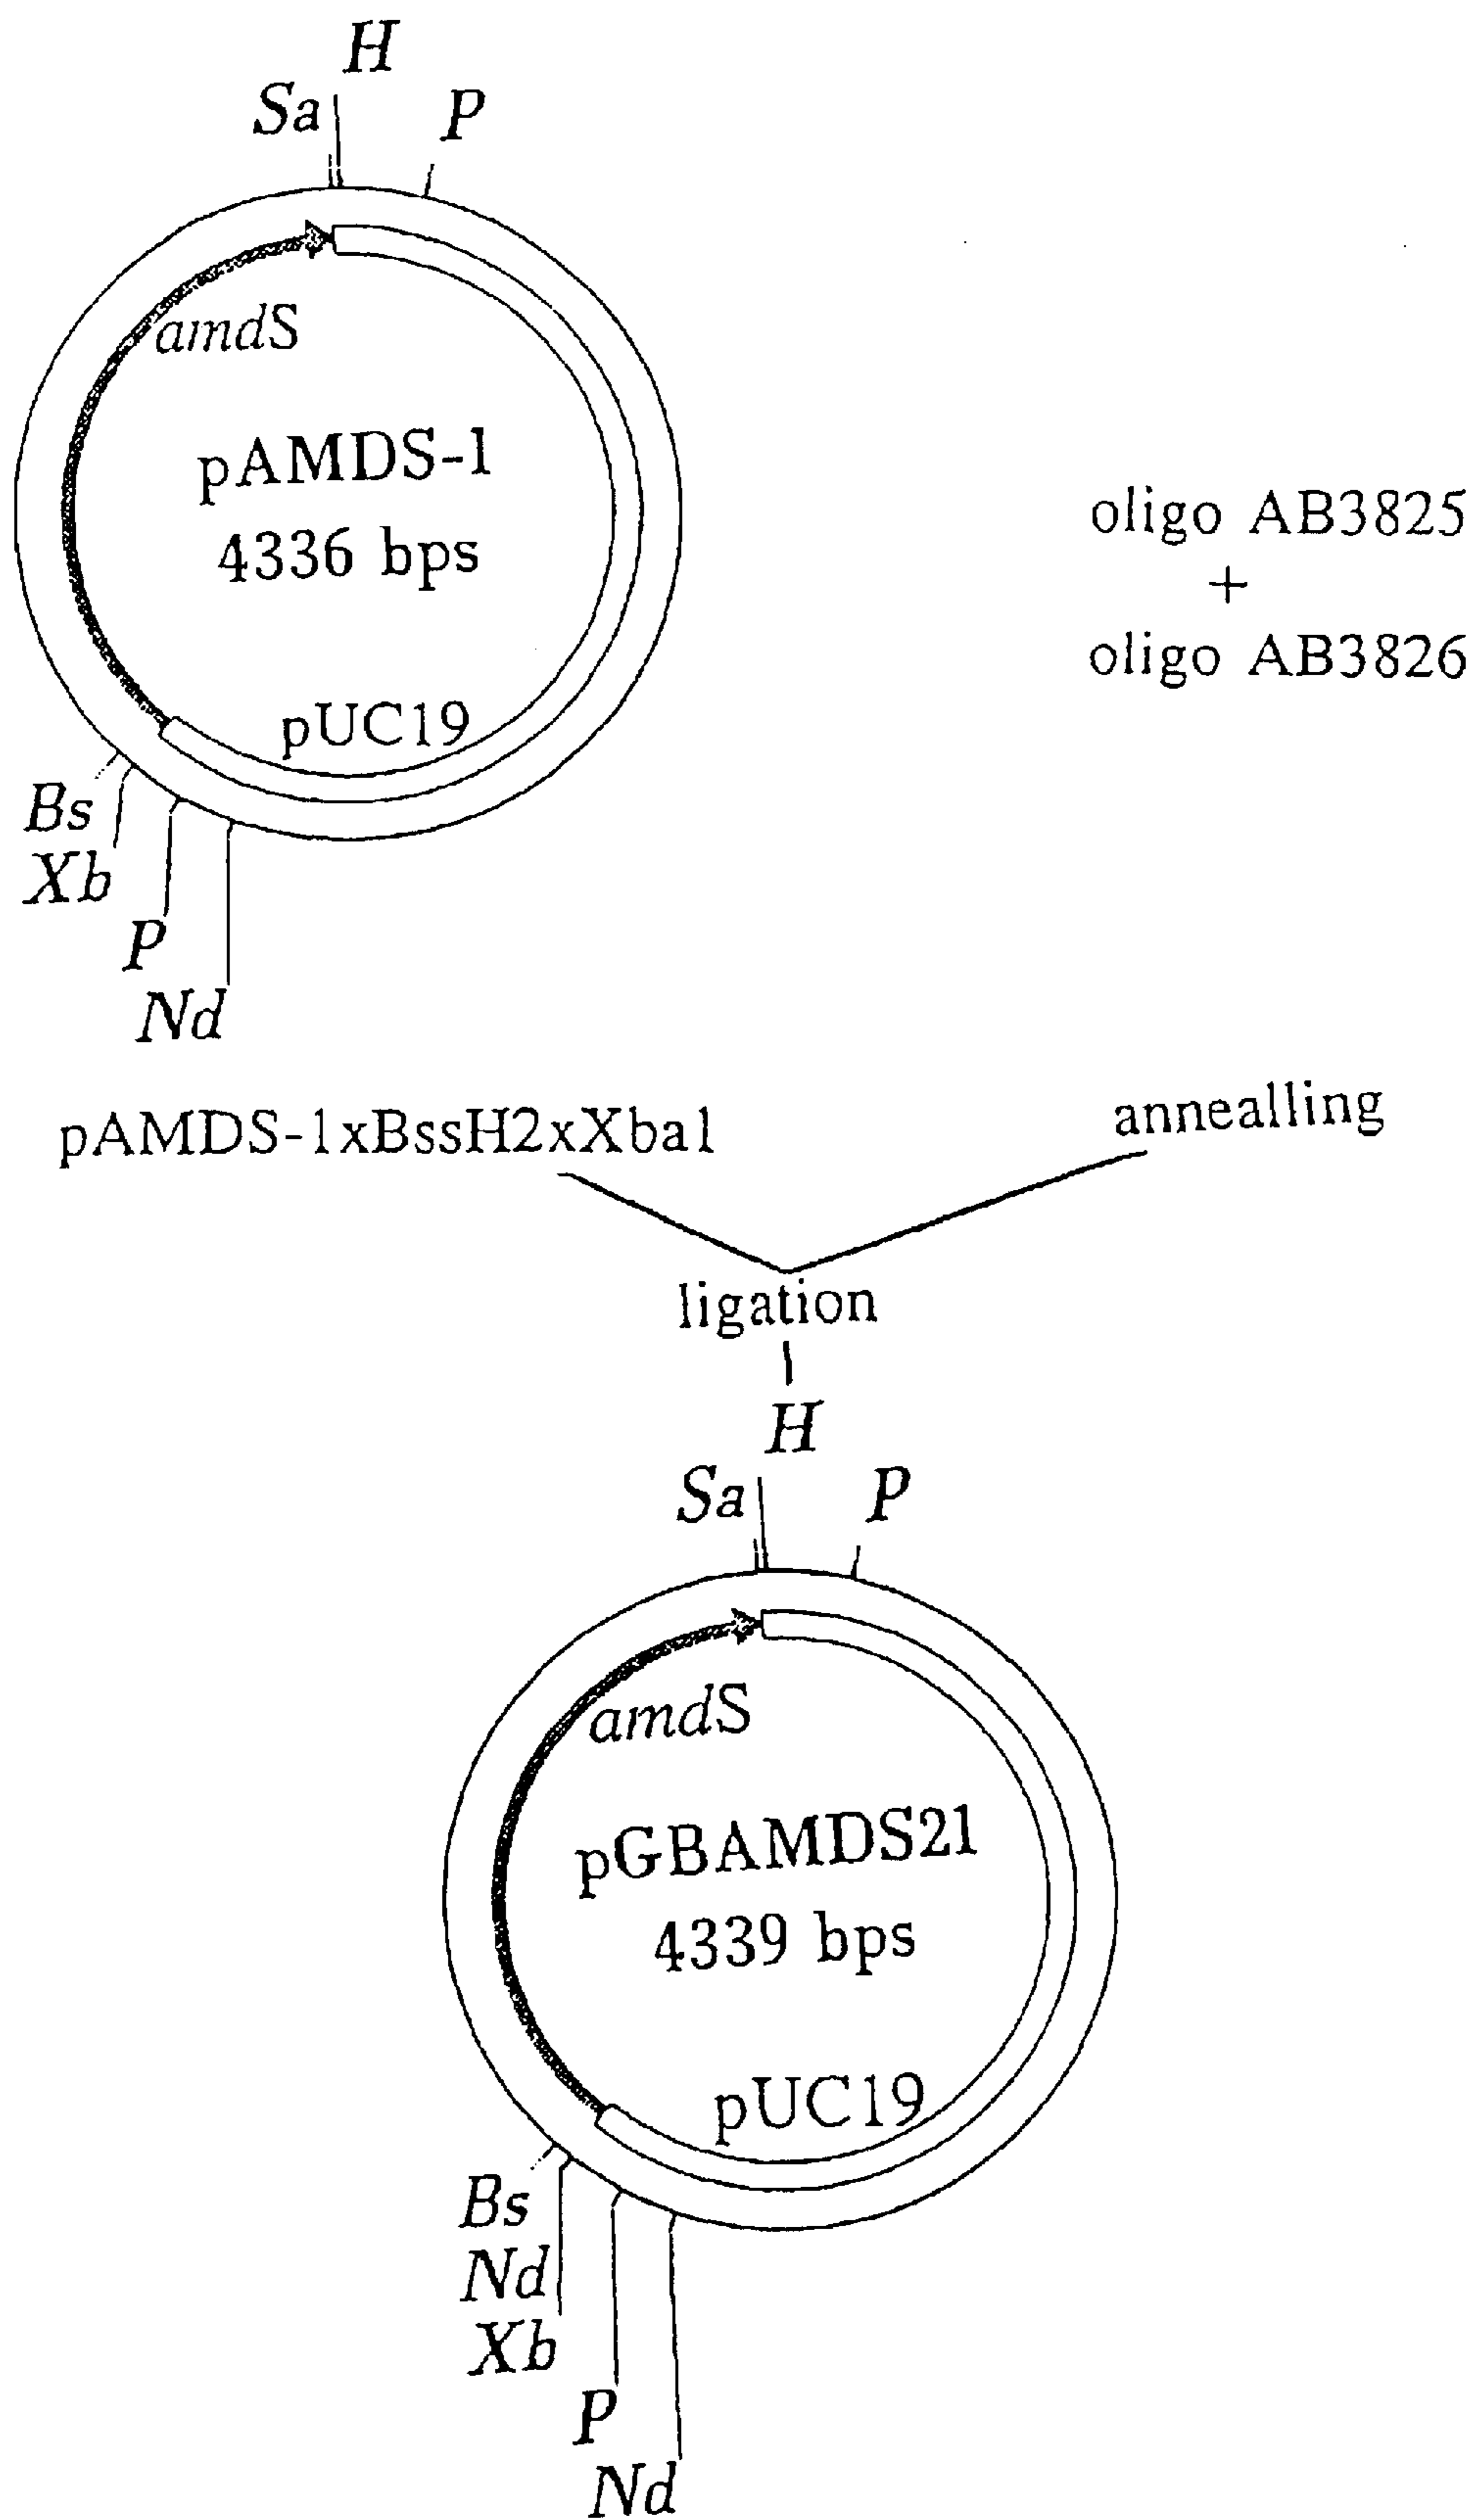 H
Sa
P
amdS
pAMDS-1
4336 bps
pUC19
Bs
Xb
P
Nd
oligo AB3825
+
oligo AB3826
pAMDS-1xBssH2xXba1
annealling
ligation
H
Sa
P
amdS
pGBAMDS21
4339 bps
pUC19
Bs
Nd
Xb
P
Nd